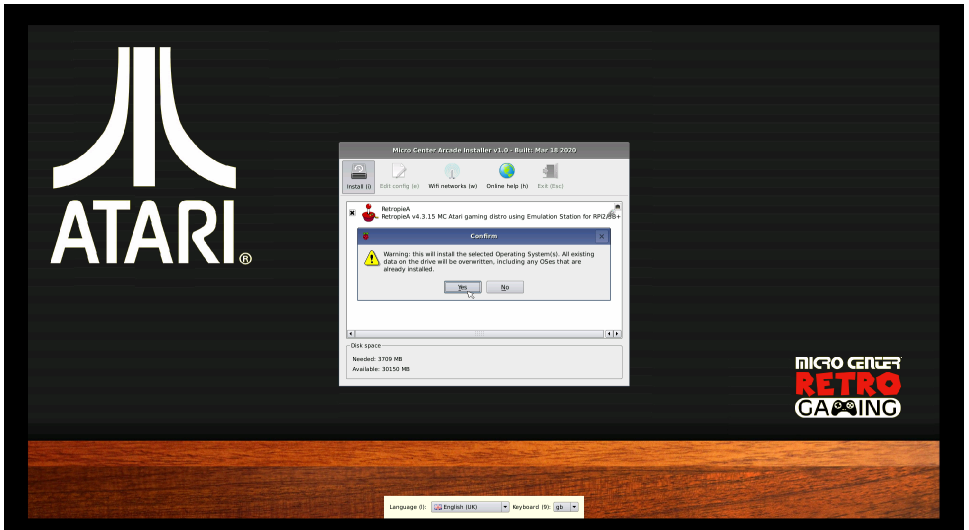 Micro Center Arcade Installer v1.0 - Built: Mar 18 2020
Install (i) Edit config (e) Wifi networks (w) Online help (h) Exit (Esc)
RetropieA
RetropieA v4.3.15 MC Atari gaming distro using Emulation Station for RPI2/3B+
Confirm
Warning: this will install the selected Operating System(s). All existing
data on the drive will be overwritten, including any OSes that are
already installed.
Yes No
Disk space
Needed: 3709 MB
Available: 30150 MB
ATARI®
MICRO CENTER
RETRO
GAMING
Language (l): English (UK) Keyboard (9): gb